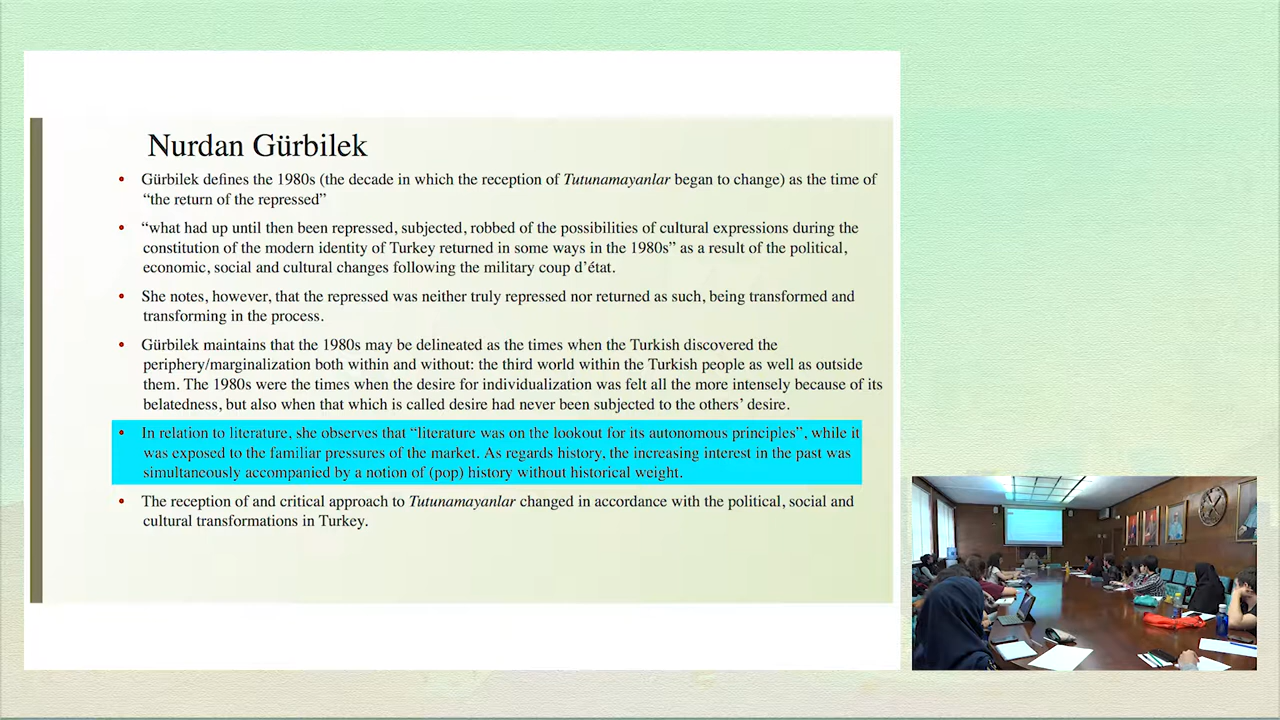 Nurdan Gürbilek
• Gürbilek defines the 1980s (the decade in which the reception of Tutunamayanlar began to change) as the time of
“the return of the repressed”
• “what had up until then been repressed, subjected, robbed of the possibilities of cultural expressions during the
constitution of the modern identity of Turkey returned in some ways in the 1980s” as a result of the political,
economic, social and cultural changes following the military coup d’état.
• She notes, however, that the repressed was neither truly repressed nor returned as such, being transformed and
transforming in the process.
• Gürbilek maintains that the 1980s may be delineated as the times when the Turkish discovered the
periphery/marginalization both within and without: the third world within the Turkish people as well as outside
them. The 1980s were the times when the desire for individualization was felt all the more intensely because of its
belatedness, but also when that which is called desire had never been subjected to the others’ desire.
• In relation to literature, she observes that “literature was on the lookout for its autonomous principles”, while it
was exposed to the familiar pressures of the market. As regards history, the increasing interest in the past was
simultaneously accompanied by a notion of (pop) history without historical weight.
• The reception of and critical approach to Tutunamayanlar changed in accordance with the political, social and
cultural transformations in Turkey.